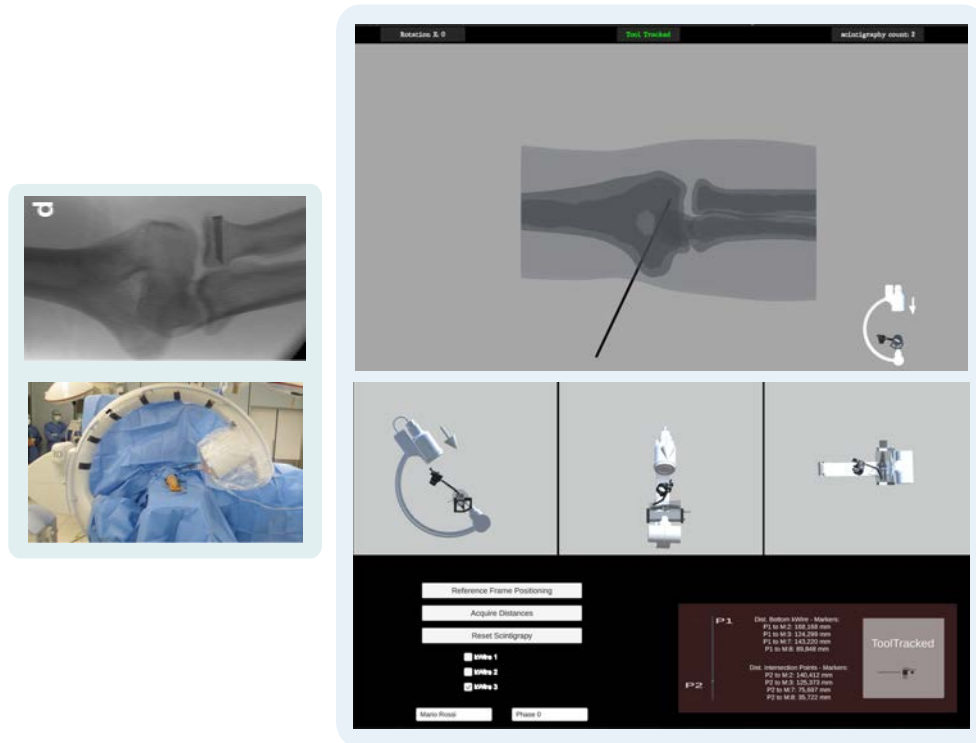 d
Rotation X: 0
Tool Tracked
scintigraphy count: 2
Reference Frame Positioning
Acquire Distances
Reset Scintigrapy
kWire 1
kWire 2
kWire 3
Mario Rossi
Phase 0
P1
P2
Dist. Bottom kWire - Markers:
P1 to M:2: 168,168 mm
P1 to M:3: 124,299 mm
P1 to M:7: 143,220 mm
P1 to M:8: 89,848 mm
Dist. Intersection Points - Markers:
P2 to M:2: 140,412 mm
P2 to M:3: 125,373 mm
P2 to M:7: 75,697 mm
P2 to M:8: 35,722 mm
ToolTracked